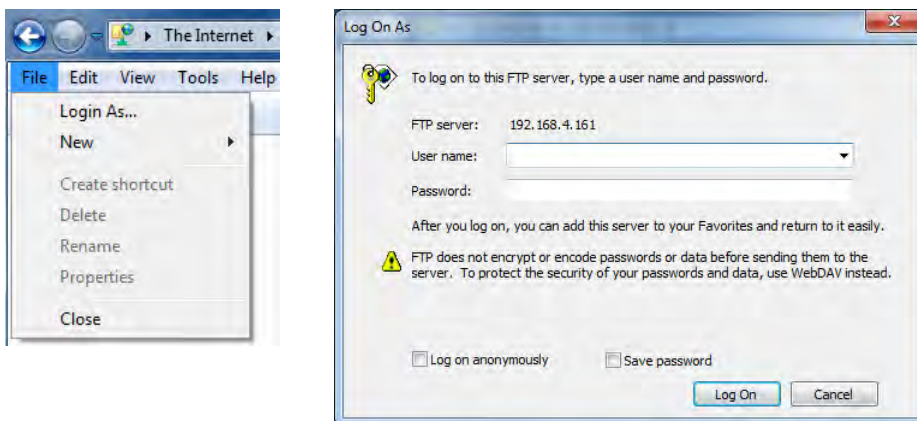 The Internet
File Edit View Tools Help
Login As...
New
Create shortcut
Delete
Rename
Properties
Close
Log On As
To log on to this FTP server, type a user name and password.
FTP server: 192.168.4.161
User name:
Password:
After you log on, you can add this server to your Favorites and return to it easily.
FTP does not encrypt or encode passwords or data before sending them to the
server. To protect the security of your passwords and data, use WebDAV instead.
Log on anonymously Save password
Log On Cancel